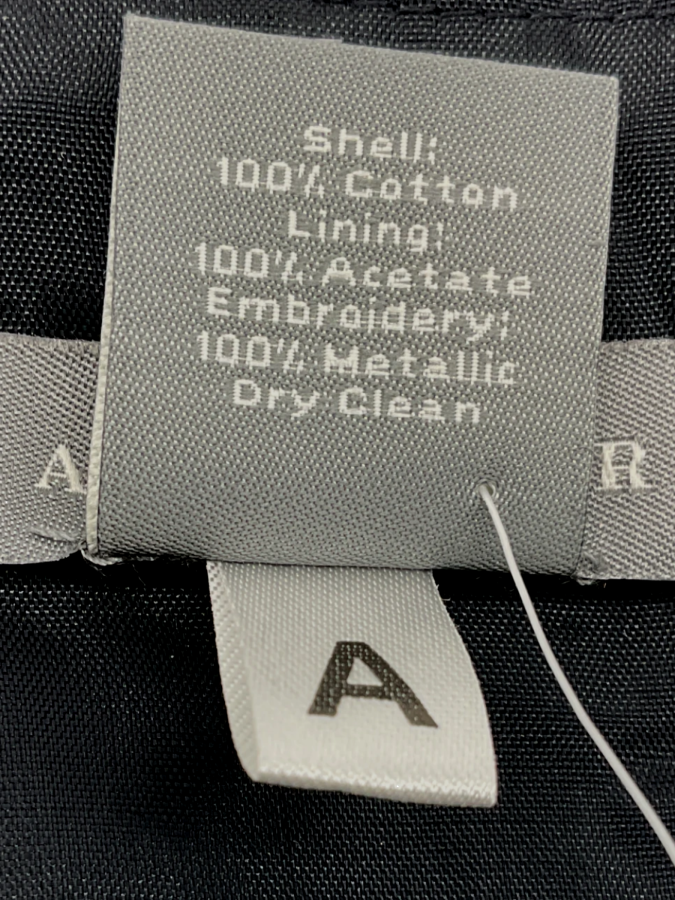 Shell:
100% Cotton
Lining:
100% Acetate
Embroidery:
100% Metallic
Dry Clean
A R
A